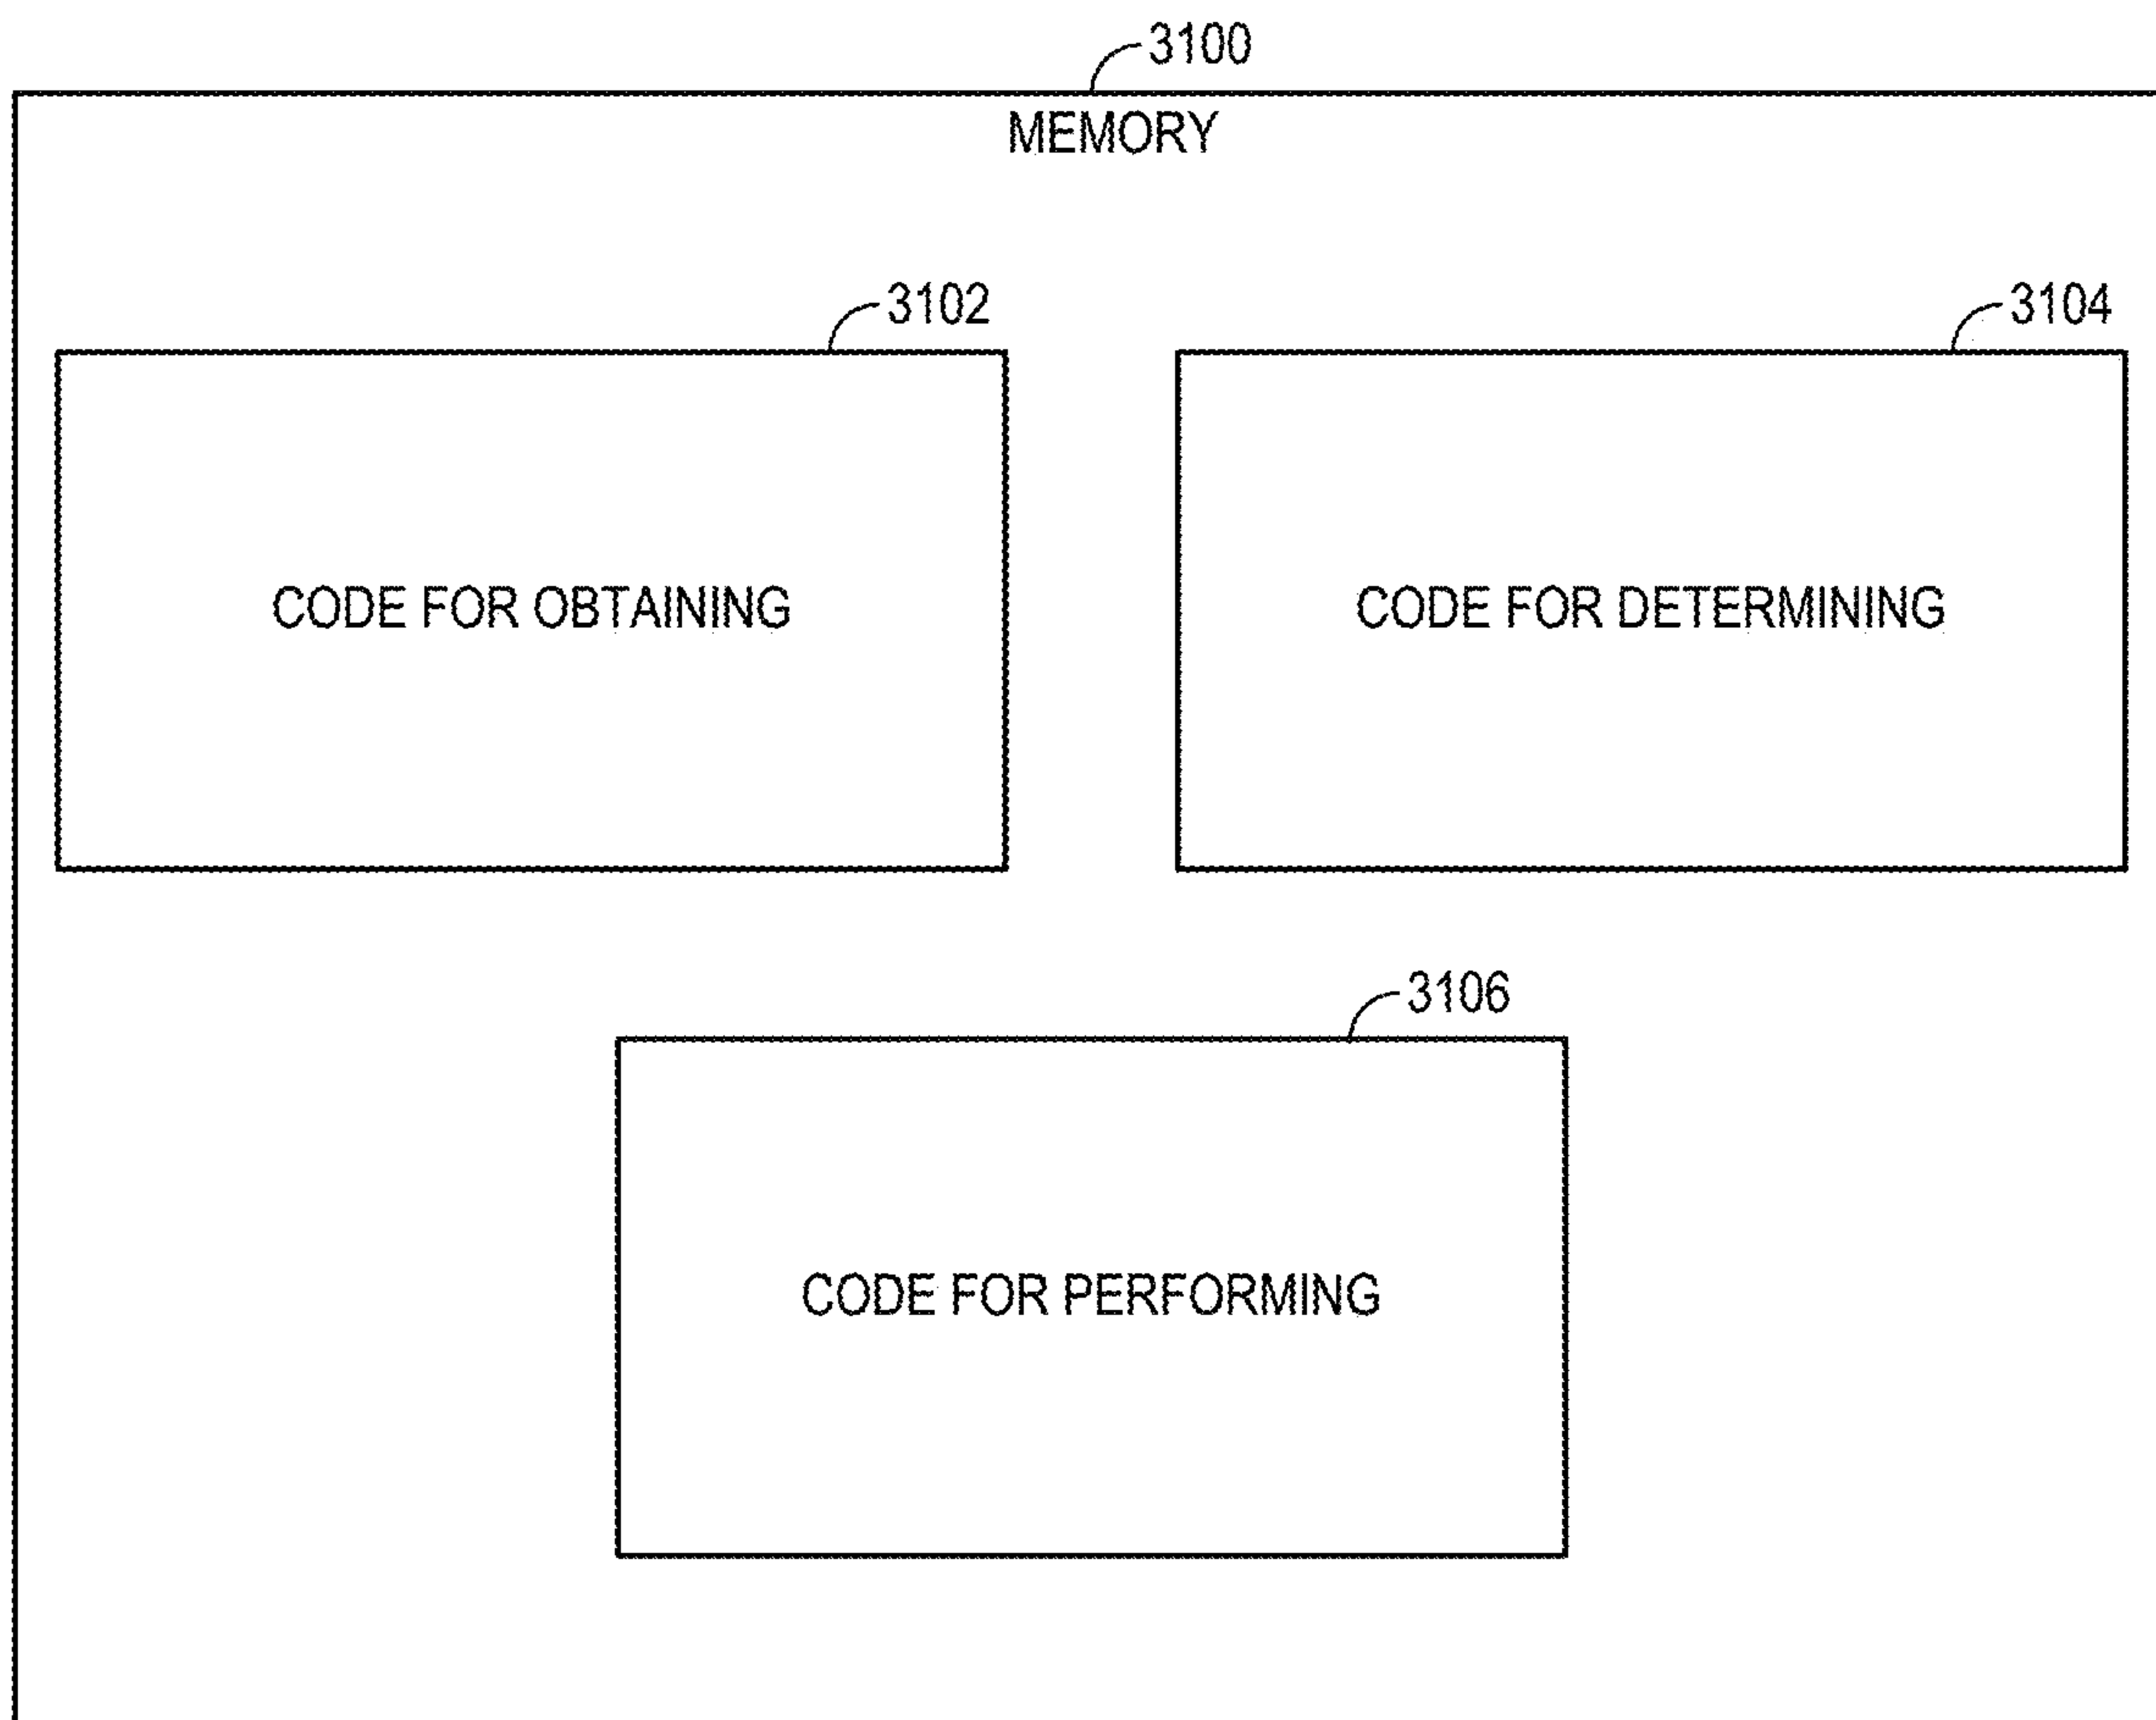 3100
MEMORY
3102
3104
CODE FOR OBTAINING
CODE FOR DETERMINING
3106
CODE FOR PERFORMING